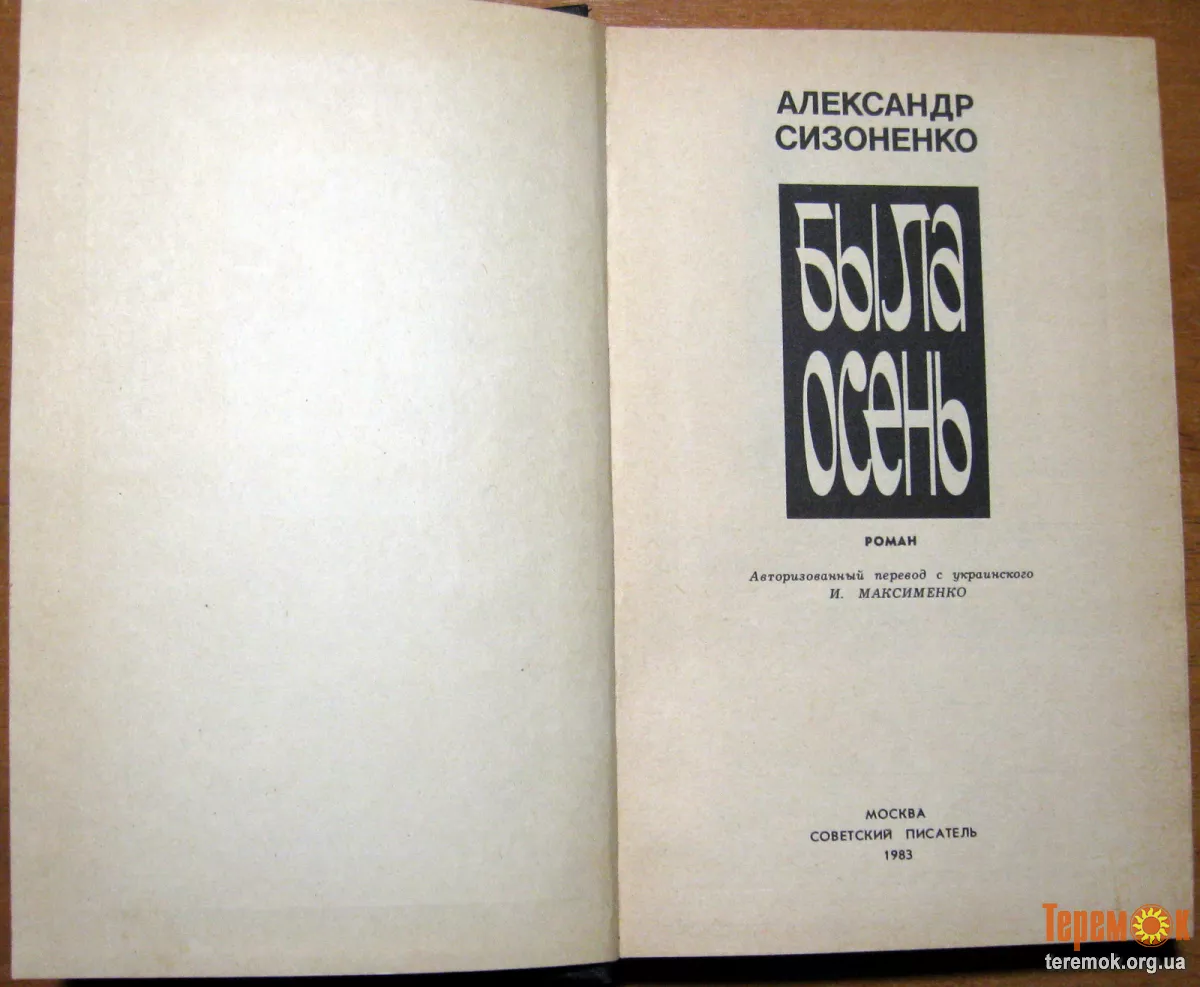 АЛЕКСАНДР
СИЗОНЕНКО
БЫЛА
ОСЕНЬ
РОМАН
Авторизованный перевод с украинского
И. МАКСИМЕНКО
МОСКВА
СОВЕТСКИЙ ПИСАТЕЛЬ
1983
Теремок
teremok.org.ua